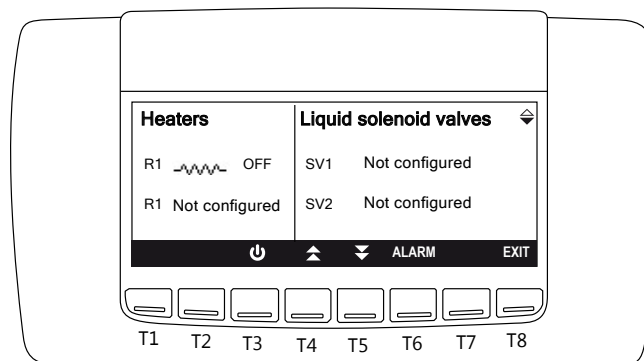 Heaters
R1 OFF
R1 Not configured
Liquid solenoid valves
SV1 Not configured
SV2 Not configured
ALARM EXIT
T1 T2 T3 T4 T5 T6 T7 T8